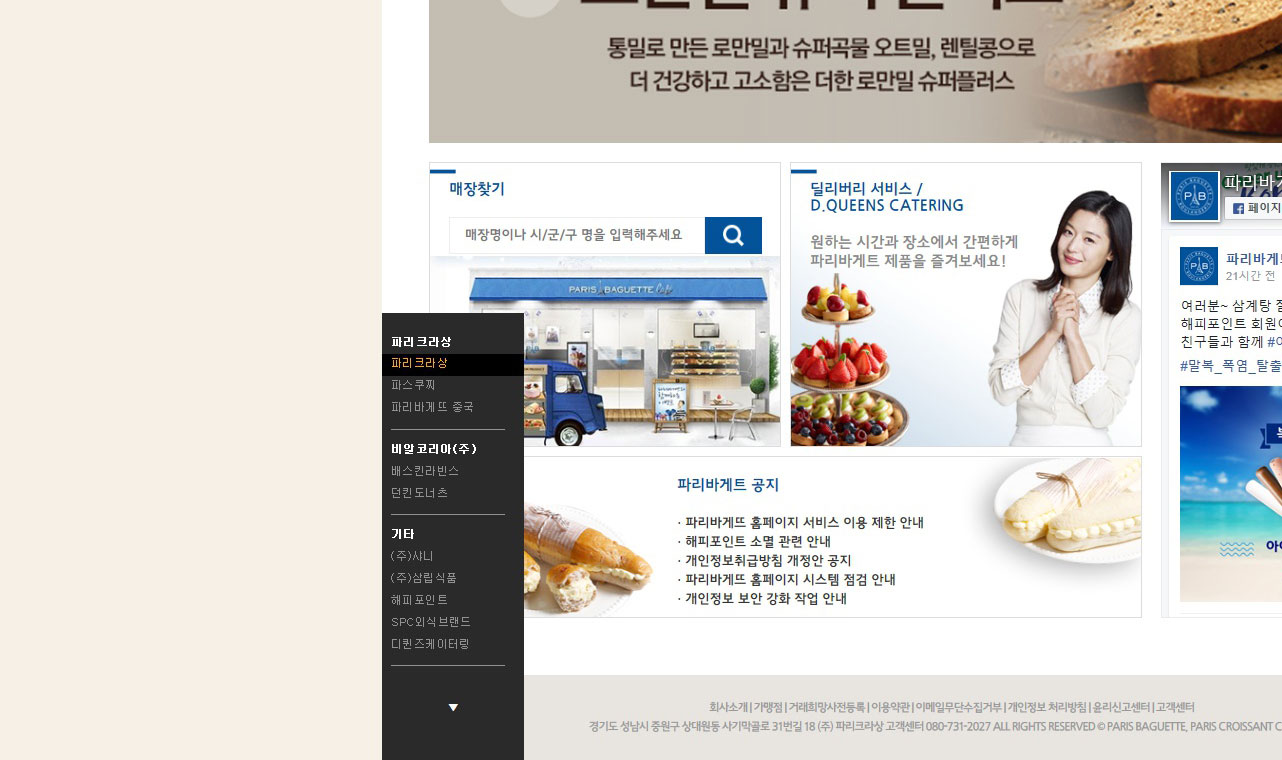 통밀로 만든 로만밀과 슈퍼곡물 오트밀, 렌틸콩으로
더 건강하고 고소함은 더한 로만밀 슈퍼플러스
매장찾기
매장명이나 시/군/구 명을 입력해주세요
PARIS BAGUETTE Cafe
딜리버리 서비스 /
D.QUEENS CATERING
원하는 시간과 장소에서 간편하게
파리바게트 제품을 즐겨보세요!
파리바게
페이지
파리바게뜨
21시간 전
여러분~ 삼계탕
해피포인트 회원
친구들과 함께
#말복_폭염_탈출
파리크라상
파리크라상
파스쿠찌
파리바게뜨 중국
비알코리아(주)
배스킨라빈스
던킨도너츠
기타
(주)샤니
(주)삼립식품
해피포인트
SPC외식브랜드
디퀸즈케이터링
▼
파리바게트 공지
· 파리바게뜨 홈페이지 서비스 이용 제한 안내
· 해피포인트 소멸 관련 안내
· 개인정보취급방침 개정안 공지
· 파리바게뜨 홈페이지 시스템 점검 안내
· 개인정보 보안 강화 작업 안내
회사소개 | 가맹점 | 거래희망사전등록 | 이용약관 | 이메일무단수집거부 | 개인정보 처리방침 | 윤리신고센터 | 고객센터
경기도 성남시 중원구 상대원동 사기막골로 31번길 18 (주) 파리크라상 고객센터 080-731-2027 ALL RIGHTS RESERVED © PARIS BAGUETTE, PARIS CROISSANT C